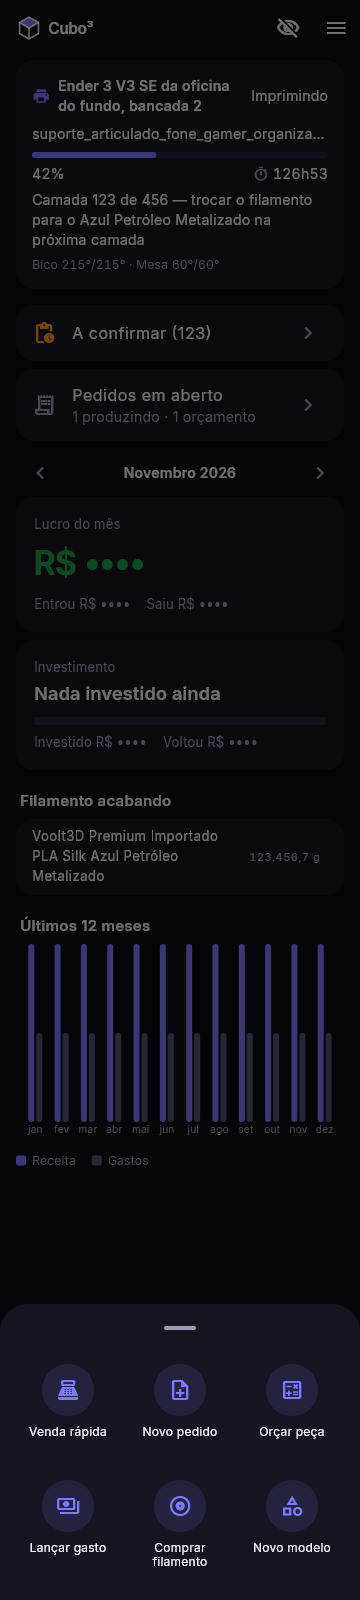 Cubo³
Ender 3 V3 SE da oficina
do fundo, bancada 2
Imprimindo
suporte_articulado_fone_gamer_organiza...
42%
126h53
Camada 123 de 456 — trocar o filamento
para o Azul Petróleo Metalizado na
próxima camada
Bico 215°/215° · Mesa 60°/60°
A confirmar (123)
Pedidos em aberto
1 produzindo · 1 orçamento
Novembro 2026
Lucro do mês
R$ ••••
Entrou R$ •••• Saiu R$ ••••
Investimento
Nada investido ainda
Investido R$ •••• Voltou R$ ••••
Filamento acabando
Voolt3D Premium Importado
PLA Silk Azul Petróleo
Metalizado
123.456,7 g
Últimos 12 meses
jan fev mar abr mai jun jul ago set out nov dez
Receita Gastos
Venda rápida Novo pedido Orçar peça
Lançar gasto Comprar
filamento Novo modelo